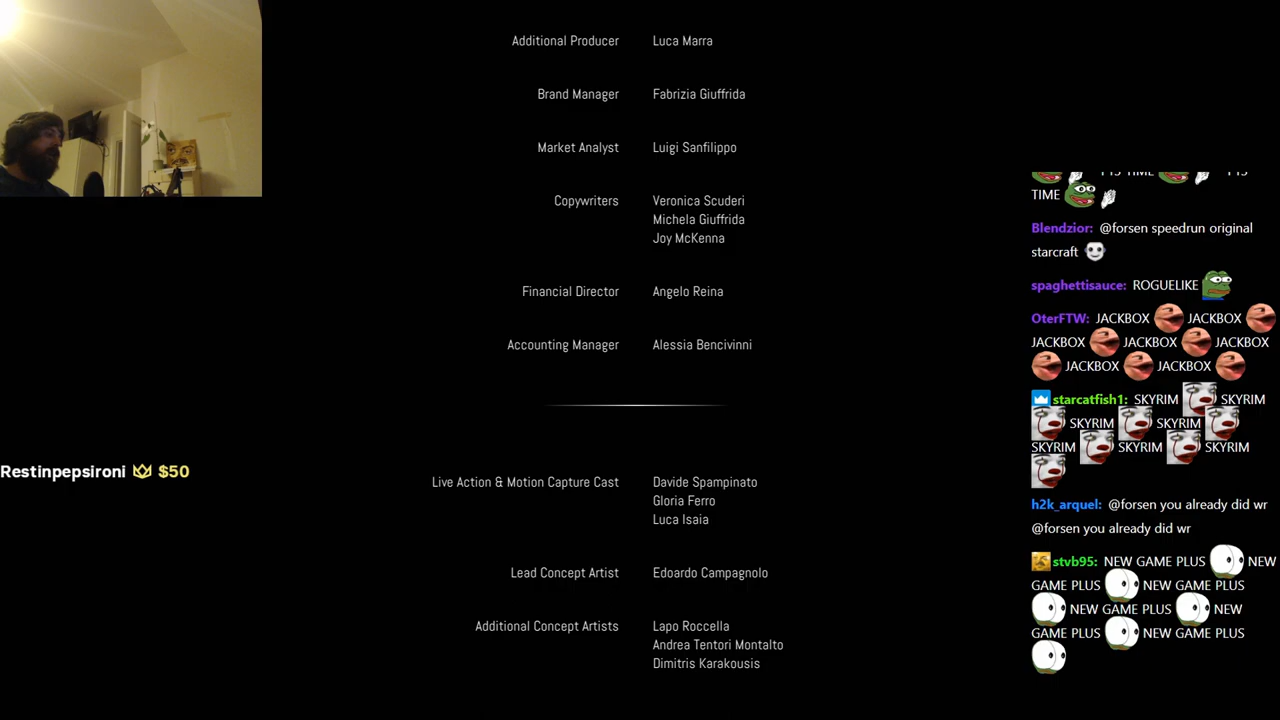 Additional Producer Luca Marra
Brand Manager Fabrizia Giuffrida
Market Analyst Luigi Sanfilippo
Copywriters Veronica Scuderi
Michela Giuffrida
Joy McKenna
Financial Director Angelo Reina
Accounting Manager Alessia Bencivinni
Live Action & Motion Capture Cast Davide Spampinato
Gloria Ferro
Luca Isaia
Lead Concept Artist Edoardo Campagnolo
Additional Concept Artists Lapo Roccella
Andrea Tentori Montalto
Dimitris Karakousis
Restinpepsironi $50
TIME
Blendzior: @forsen speedrun original
starcraft
spaghettisauce: ROGUELIKE
OterFTW: JACKBOX JACKBOX
JACKBOX JACKBOX JACKBOX
JACKBOX JACKBOX
starcatfish1: SKYRIM SKYRIM
SKYRIM SKYRIM
SKYRIM SKYRIM SKYRIM
h2k_arquel: @forsen you already did wr
@forsen you already did wr
stvb95: NEW GAME PLUS NEW
GAME PLUS NEW GAME PLUS
NEW GAME PLUS NEW
GAME PLUS NEW GAME PLUS